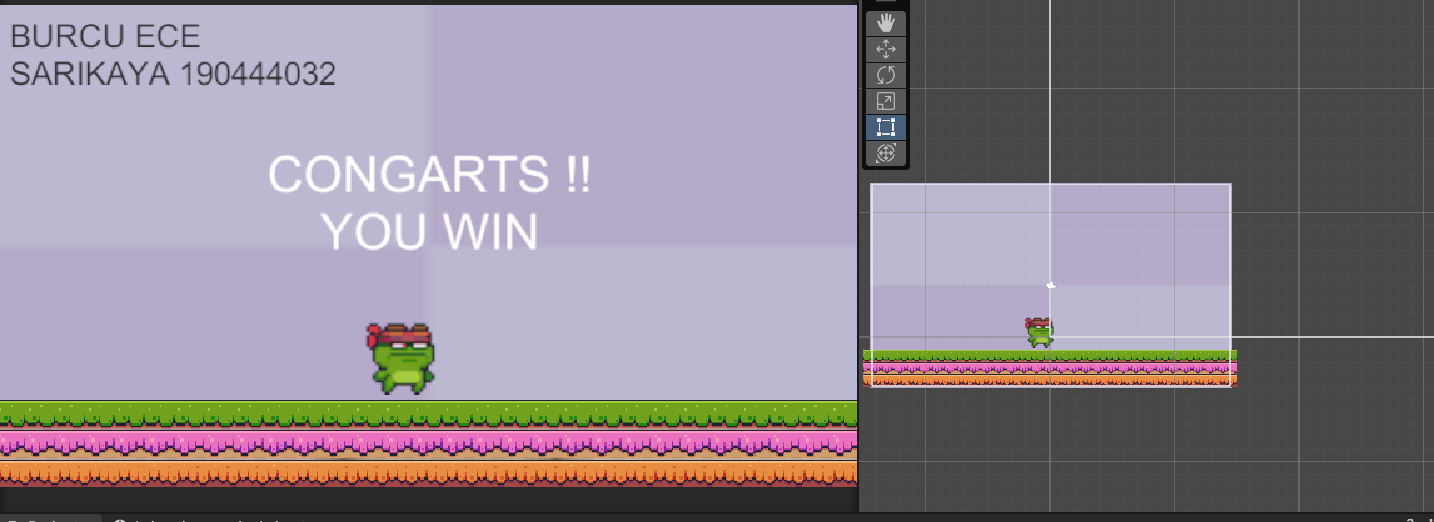 BURCU ECE
SARIKAYA 190444032
CONGARTS !!
YOU WIN